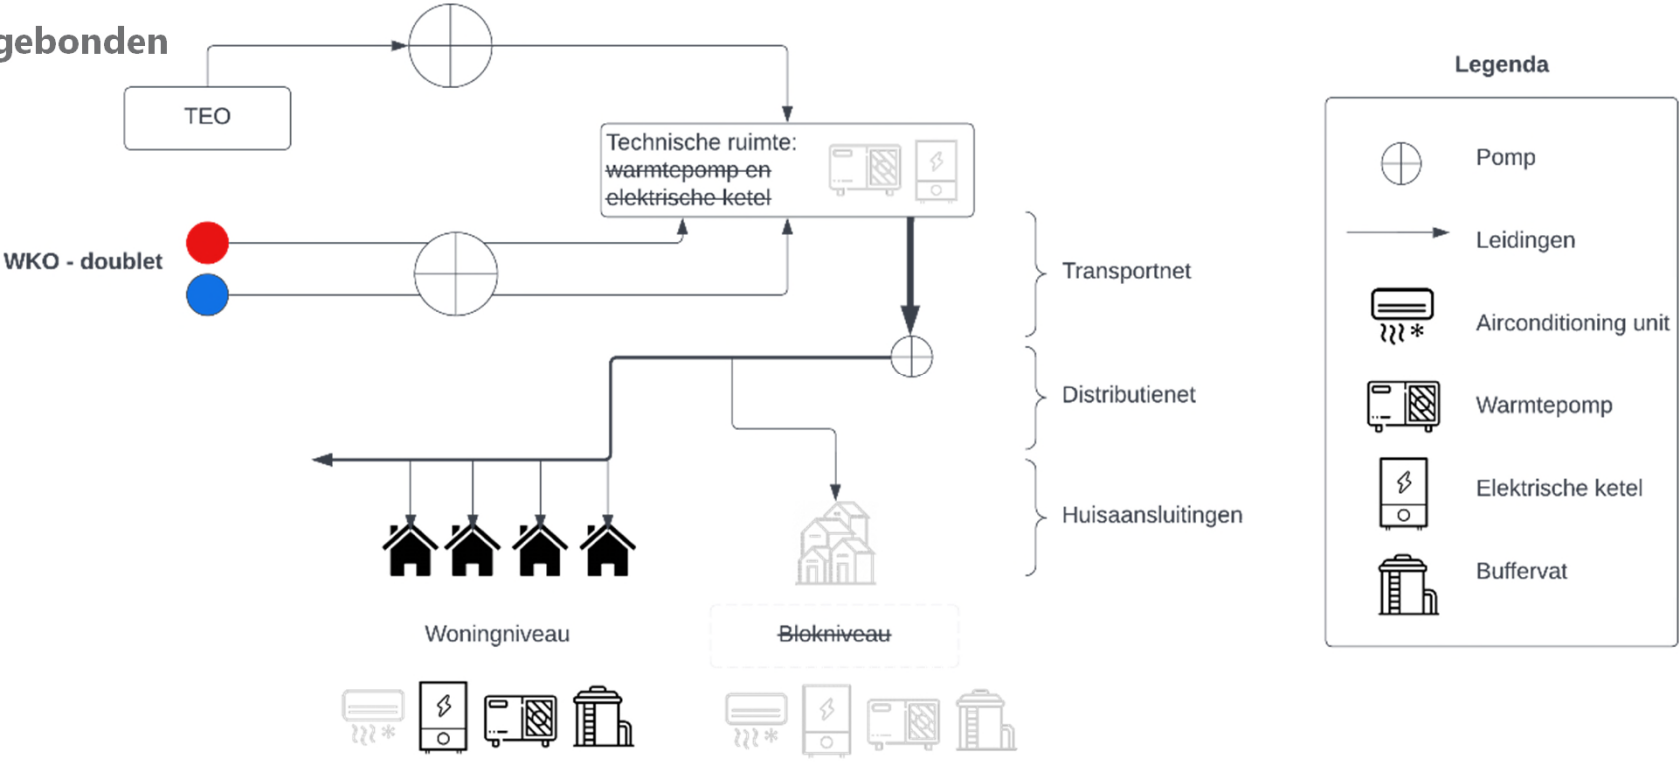 gebonden
TEO
Technische ruimte:
warmtepomp en
elektrische ketel
WKO - doublet
Transportnet
Distributienet
Huisaansluitingen
Woningniveau
Blokniveau
Legenda
Pomp
Leidingen
Airconditioning unit
Warmtepomp
Elektrische ketel
Buffervat